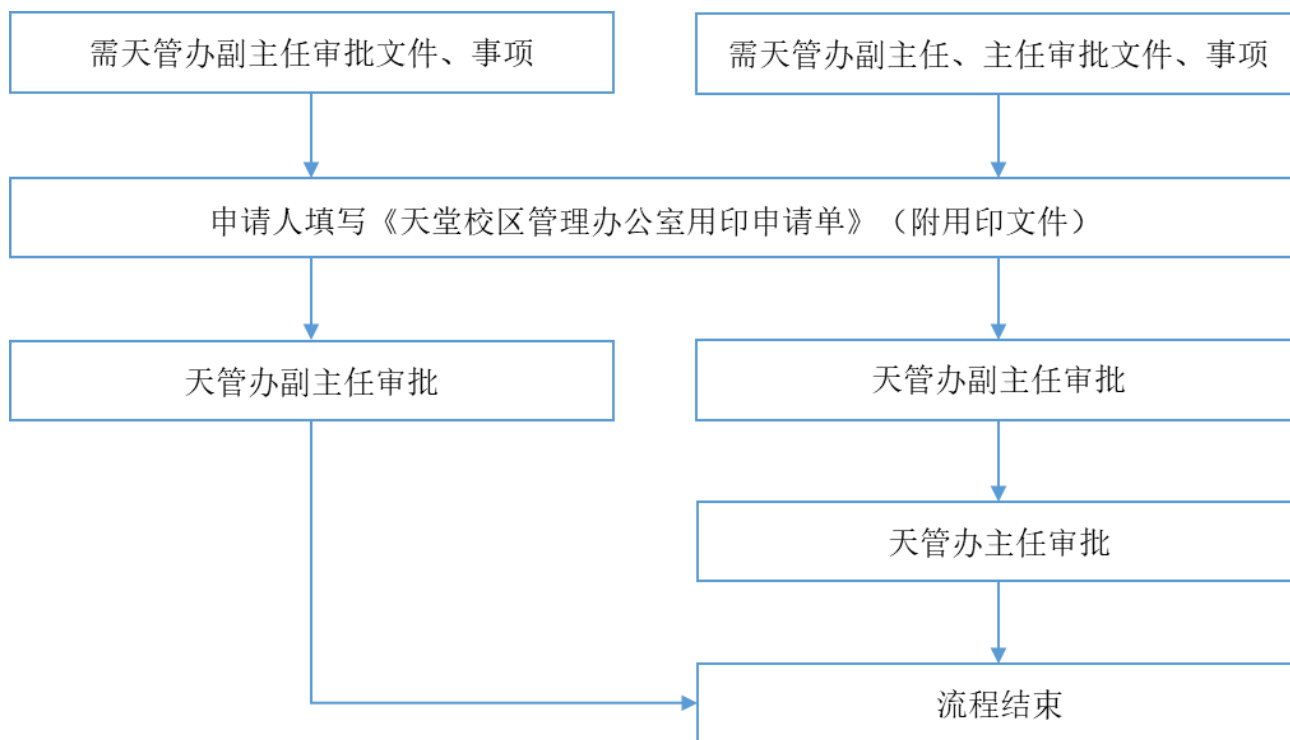 需天管办副主任审批文件、事项
需天管办副主任、主任审批文件、事项
申请人填写《天堂校区管理办公室用印申请单》（附用印文件）
天管办副主任审批
天管办副主任审批
天管办主任审批
流程结束